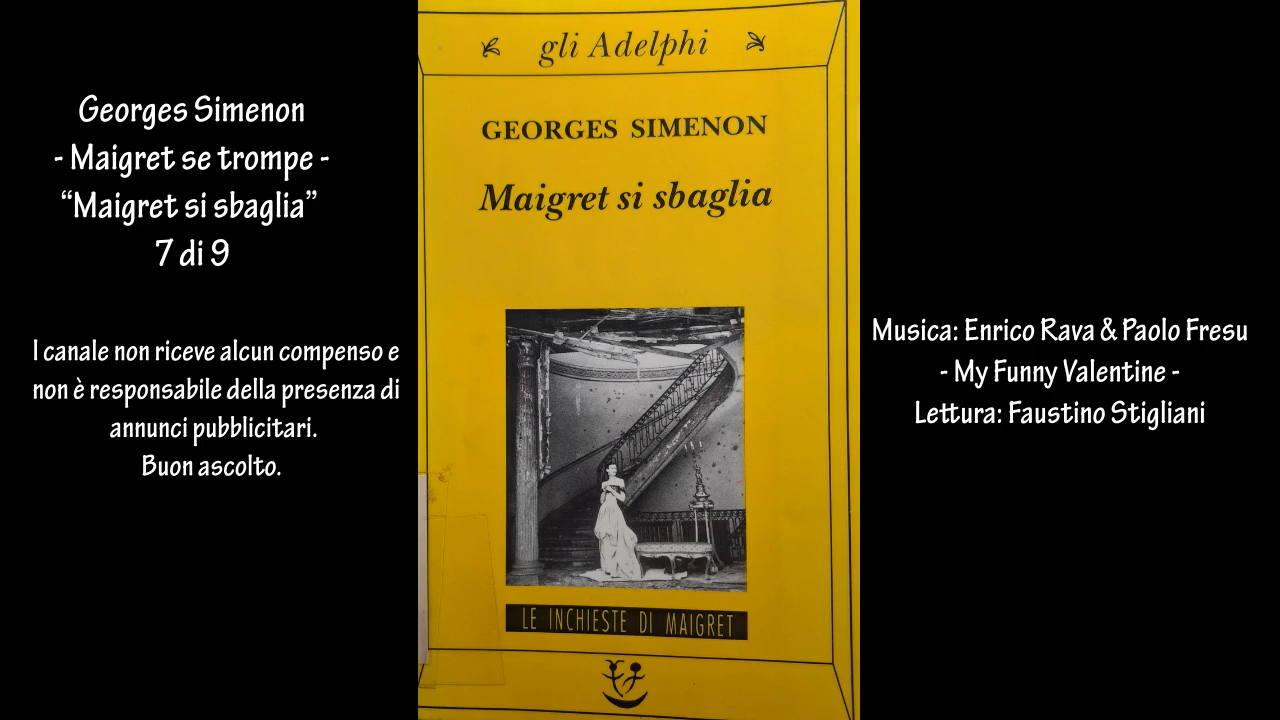 Georges Simenon
- Maigret se trompe -
“Maigret si sbaglia”
7 di 9
I canale non riceve alcun compenso e
non è responsabile della presenza di
annunci pubblicitari.
Buon ascolto.
gli Adelphi
GEORGES SIMENON
Maigret si sbaglia
LE INCHIESTE DI MAIGRET
Musica: Enrico Rava & Paolo Fresu
- My Funny Valentine -
Lettura: Faustino Stigliani